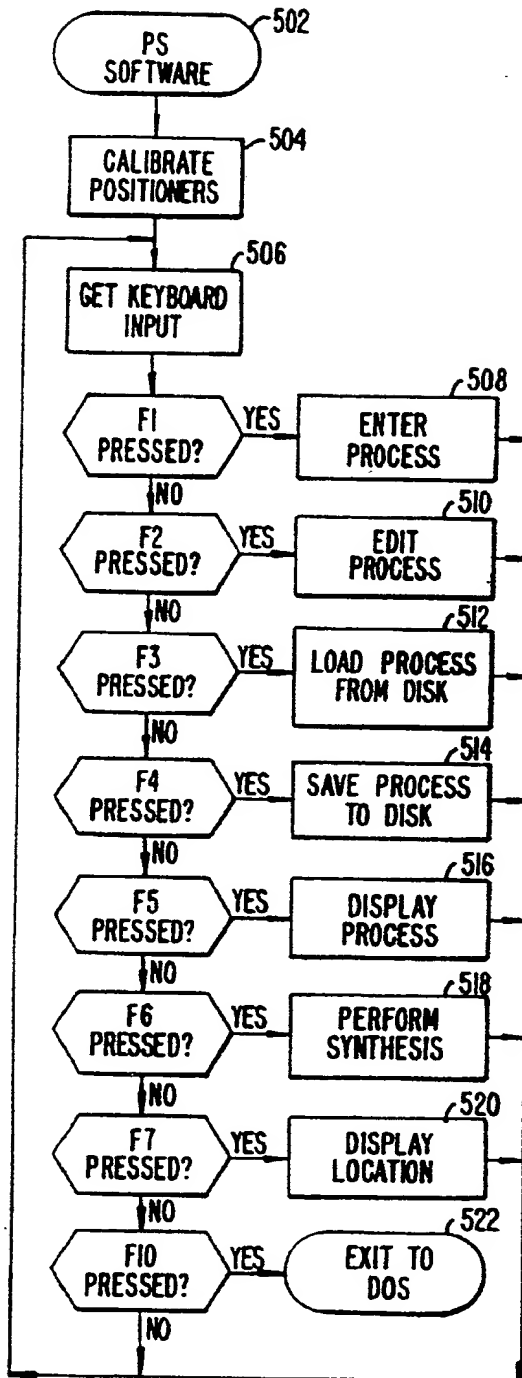 502
PS
SOFTWARE
504
CALIBRATE
POSITIONERS
506
GET KEYBOARD
INPUT
508
F1
PRESSED?
YES
ENTER
PROCESS
NO
510
F2
PRESSED?
YES
EDIT
PROCESS
NO
512
F3
PRESSED?
YES
LOAD PROCESS
FROM DISK
NO
514
F4
PRESSED?
YES
SAVE PROCESS
TO DISK
NO
516
F5
PRESSED?
YES
DISPLAY
PROCESS
NO
518
F6
PRESSED?
YES
PERFORM
SYNTHESIS
NO
520
F7
PRESSED?
YES
DISPLAY
LOCATION
NO
522
F10
PRESSED?
YES
EXIT TO
DOS
NO